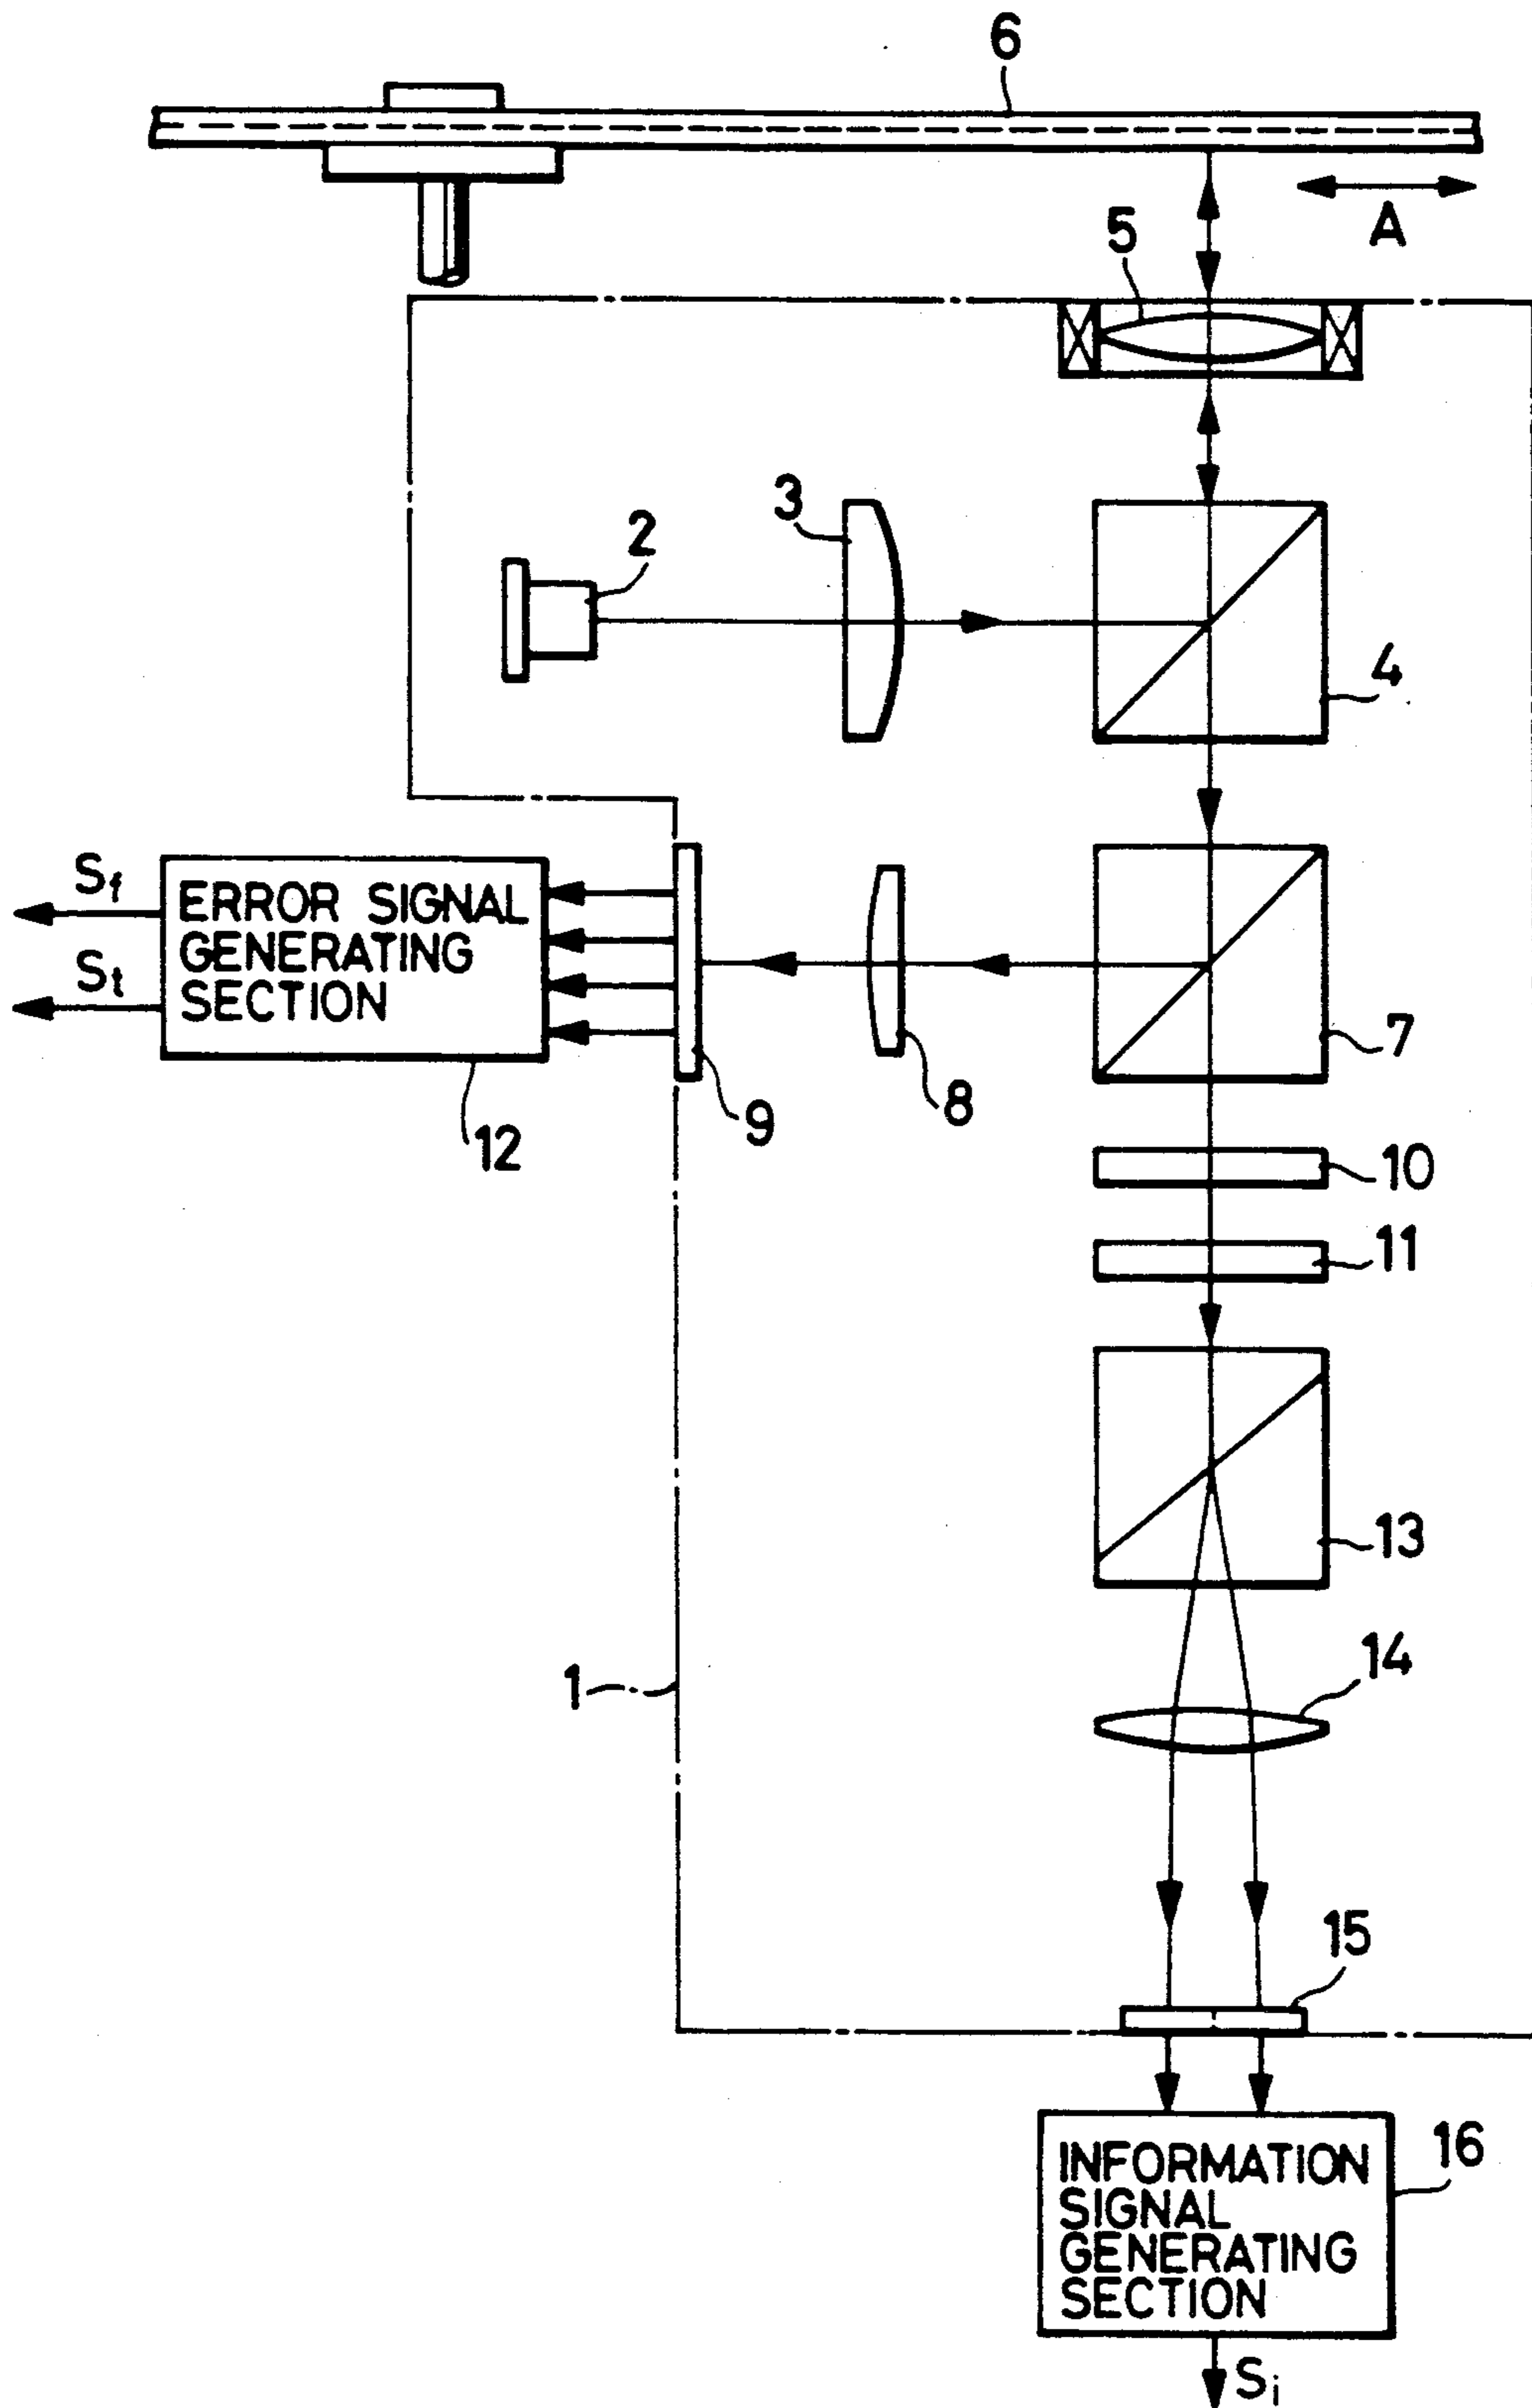 6
A
5
3
2
4
Sf
St
ERROR SIGNAL
GENERATING
SECTION
7
8
9
12
10
11
13
14
1
15
16
INFORMATION
SIGNAL
GENERATING
SECTION
Si